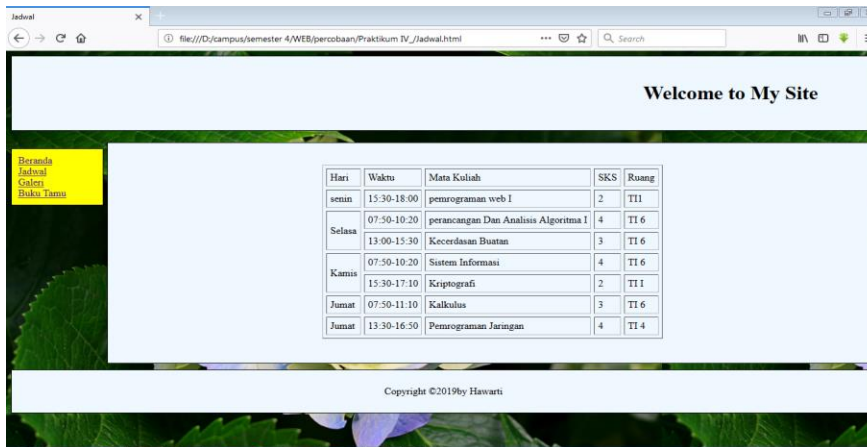 Jadwal
file:///D:/campus/semester 4/WEB/percobaan/Praktikum IV_/Jadwal.html
Search
Welcome to My Site
Beranda
Jadwal
Galeri
Buku Tamu
Hari Waktu Mata Kuliah SKS Ruang
senin 15:30-18:00 pemrograman web I 2 TI1
Selasa 07:50-10:20 perancangan Dan Analisis Algoritma I 4 TI 6
13:00-15:30 Kecerdasan Buatan 3 TI 6
Kamis 07:50-10:20 Sistem Informasi 4 TI 6
15:30-17:10 Kriptografi 2 TI I
Jumat 07:50-11:10 Kalkulus 3 TI 6
Jumat 13:30-16:50 Pemrograman Jaringan 4 TI 4
Copyright ©2019by Hawarti